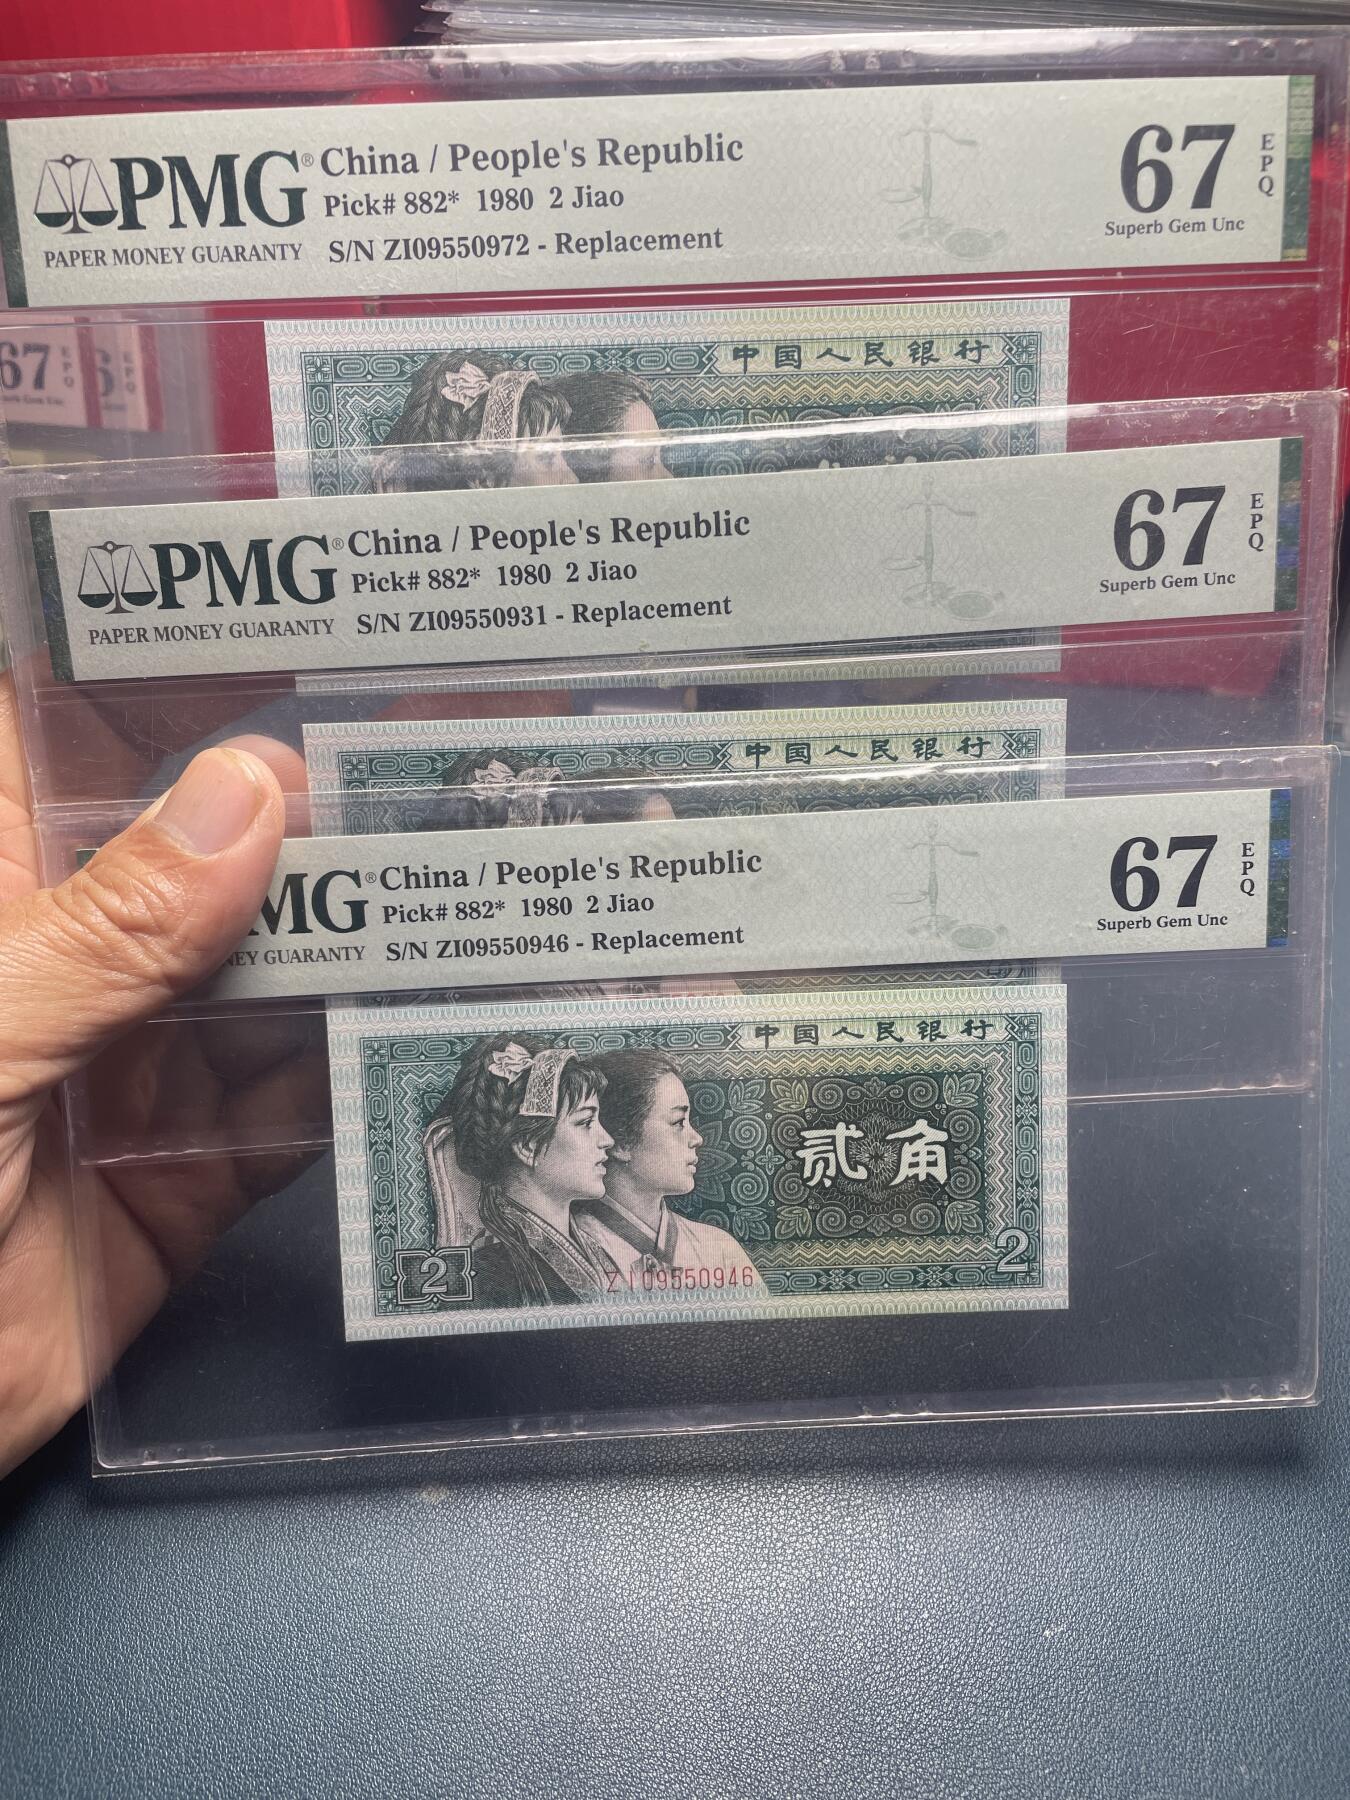 PMG® China / People's Republic
Pick# 882* 1980 2 Jiao
PAPER MONEY GUARANTY S/N ZI09550972 - Replacement
67
EPQ
Superb Gem Unc
67
EPQ
中国人民银行
PMG® China / People's Republic
Pick# 882* 1980 2 Jiao
PAPER MONEY GUARANTY S/N ZI09550931 - Replacement
67
EPQ
Superb Gem Unc
中国人民银行
MG® China / People's Republic
Pick# 882* 1980 2 Jiao
NEY GUARANTY S/N ZI09550946 - Replacement
67
EPQ
Superb Gem Unc
中国人民银行
贰角
2
2
ZI09550946